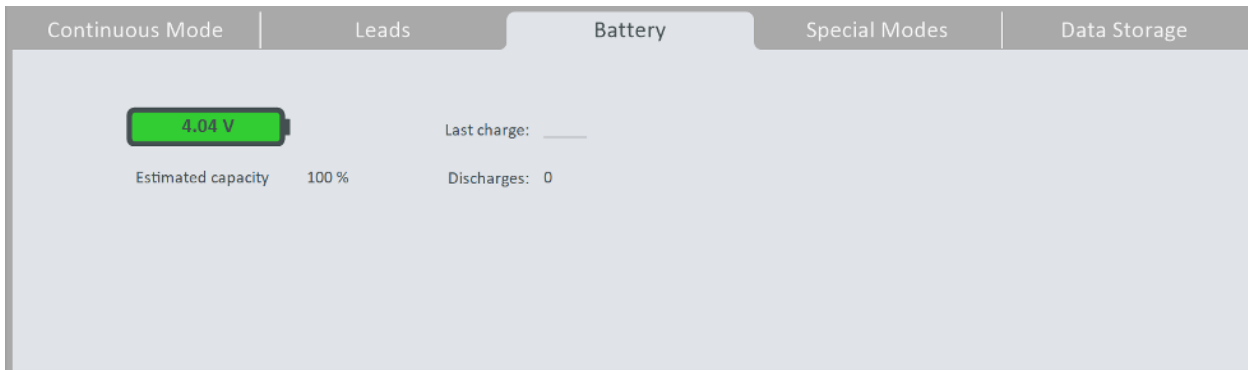 Continuous Mode Leads Battery Special Modes Data Storage
4.04 V
Last charge:
Estimated capacity 100 % Discharges: 0